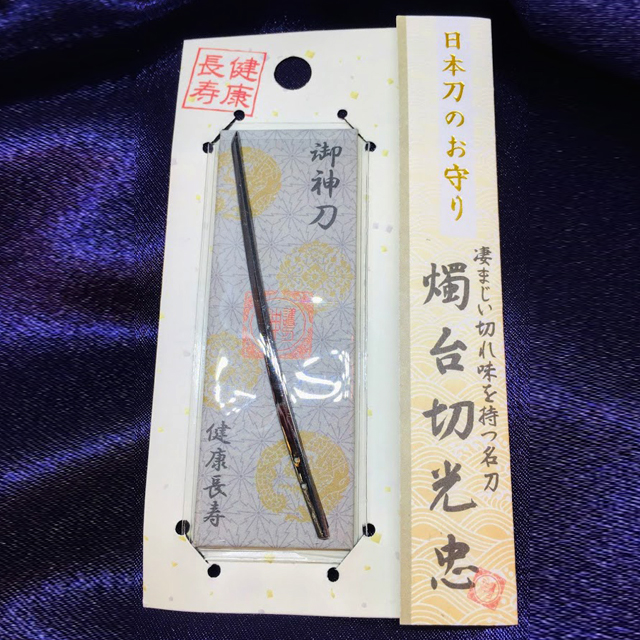 日本刀のお守り
凄まじい切れ味を持つ名刀
燭台切光忠
健康
長寿
御神刀
健康長寿